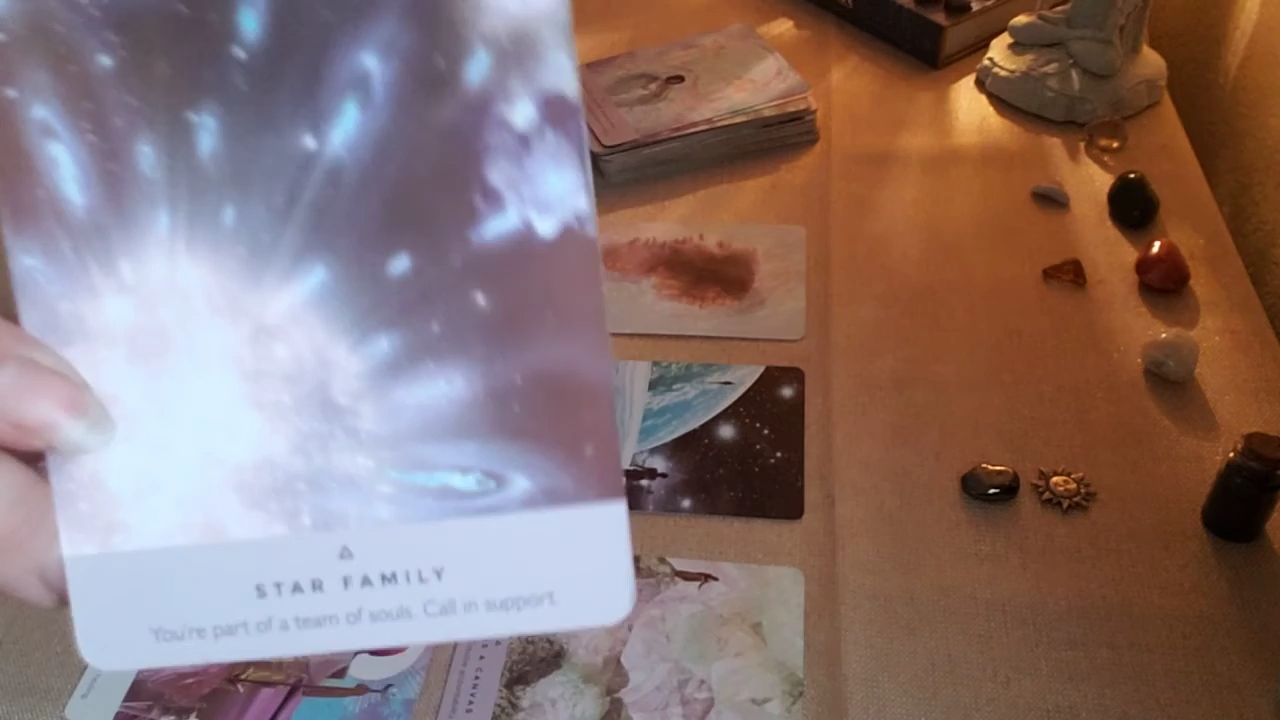 STAR FAMILY
You're part of a team of souls. Call in support.
S A CANVAS